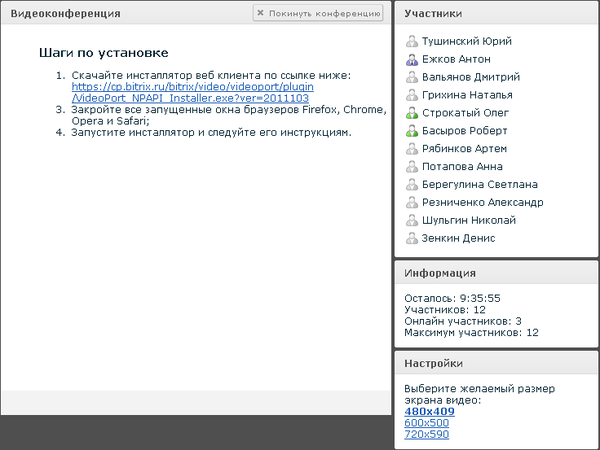 Видеоконференция
× Покинуть конференцию
Шаги по установке
1. Скачайте инсталлятор веб клиента по ссылке ниже:
https://cp.bitrix.ru/bitrix/video/videoport/plugin
/VideoPort_NPAPI_Installer.exe?ver=2011103
3. Закройте все запущенные окна браузеров Firefox, Chrome,
Opera и Safari;
4. Запустите инсталлятор и следуйте его инструкциям.
Участники
Тушинский Юрий
Ежков Антон
Вальянов Дмитрий
Грихина Наталья
Строкатый Олег
Басыров Роберт
Рябинков Артем
Потапова Анна
Берегулина Светлана
Резниченко Александр
Шульгин Николай
Зенкин Денис
Информация
Осталось: 9:35:55
Участников: 12
Онлайн участников: 3
Максимум участников: 12
Настройки
Выберите желаемый размер
экрана видео:
480x409
600x500
720x590